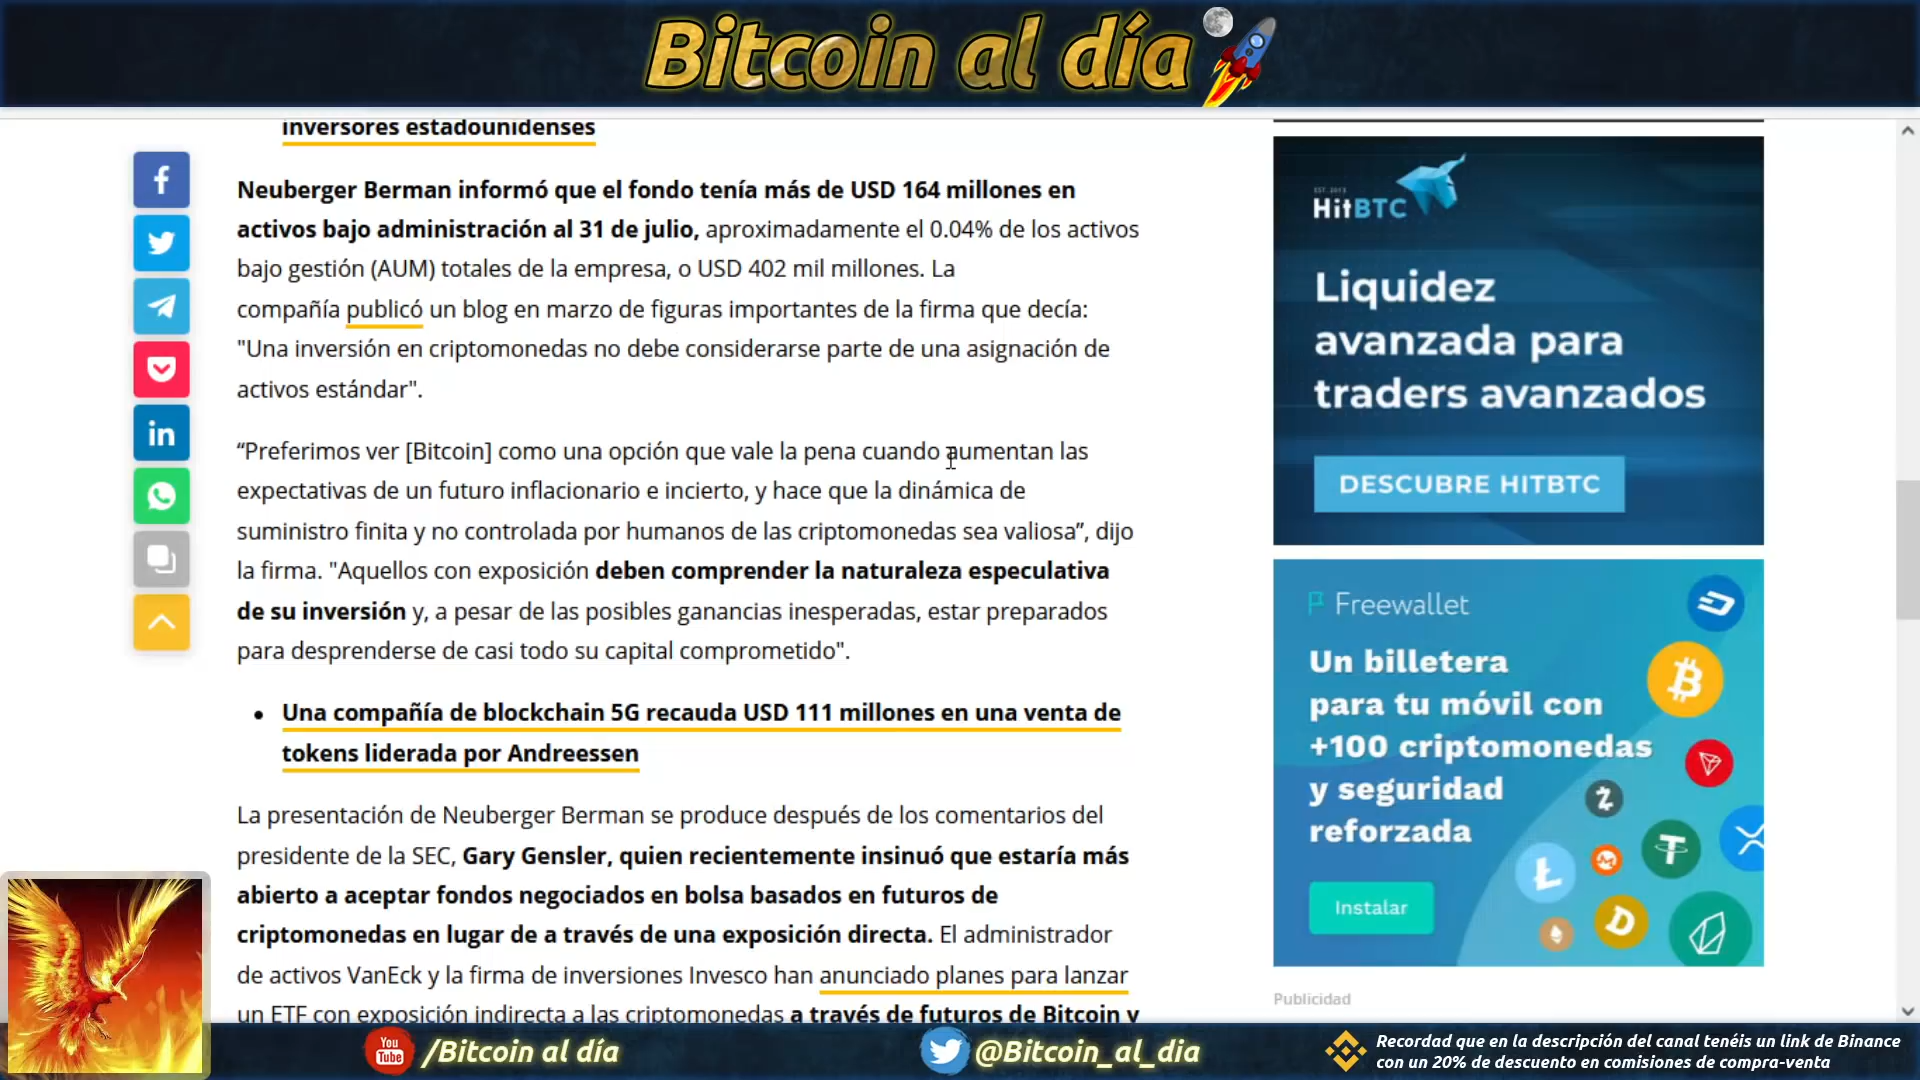 Bitcoin al día
inversores estadounidenses
Neuberger Berman informó que el fondo tenía más de USD 164 millones en
activos bajo administración al 31 de julio, aproximadamente el 0.04% de los activos
bajo gestión (AUM) totales de la empresa, o USD 402 mil millones. La
compañía publicó un blog en marzo de figuras importantes de la firma que decía:
"Una inversión en criptomonedas no debe considerarse parte de una asignación de
activos estándar".
“Preferimos ver [Bitcoin] como una opción que vale la pena cuando aumentan las
expectativas de un futuro inflacionario e incierto, y hace que la dinámica de
suministro finita y no controlada por humanos de las criptomonedas sea valiosa”, dijo
la firma. "Aquellos con exposición deben comprender la naturaleza especulativa
de su inversión y, a pesar de las posibles ganancias inesperadas, estar preparados
para desprenderse de casi todo su capital comprometido".
• Una compañía de blockchain 5G recauda USD 111 millones en una venta de
tokens liderada por Andreessen
La presentación de Neuberger Berman se produce después de los comentarios del
presidente de la SEC, Gary Gensler, quien recientemente insinuó que estaría más
abierto a aceptar fondos negociados en bolsa basados en futuros de
criptomonedas en lugar de a través de una exposición directa. El administrador
de activos VanEck y la firma de inversiones Invesco han anunciado planes para lanzar
un ETF con exposición indirecta a las criptomonedas a través de futuros de Bitcoin y
EST. 2013
HitBTC
Liquidez
avanzada para
traders avanzados
DESCUBRE HITBTC
Freewallet
Un billetera
para tu móvil con
+100 criptomonedas
y seguridad
reforzada
Instalar
Publicidad
You
Tube
/Bitcoin al día
@Bitcoin_al_dia
Recordad que en la descripción del canal tenéis un link de Binance
con un 20% de descuento en comisiones de compra-venta